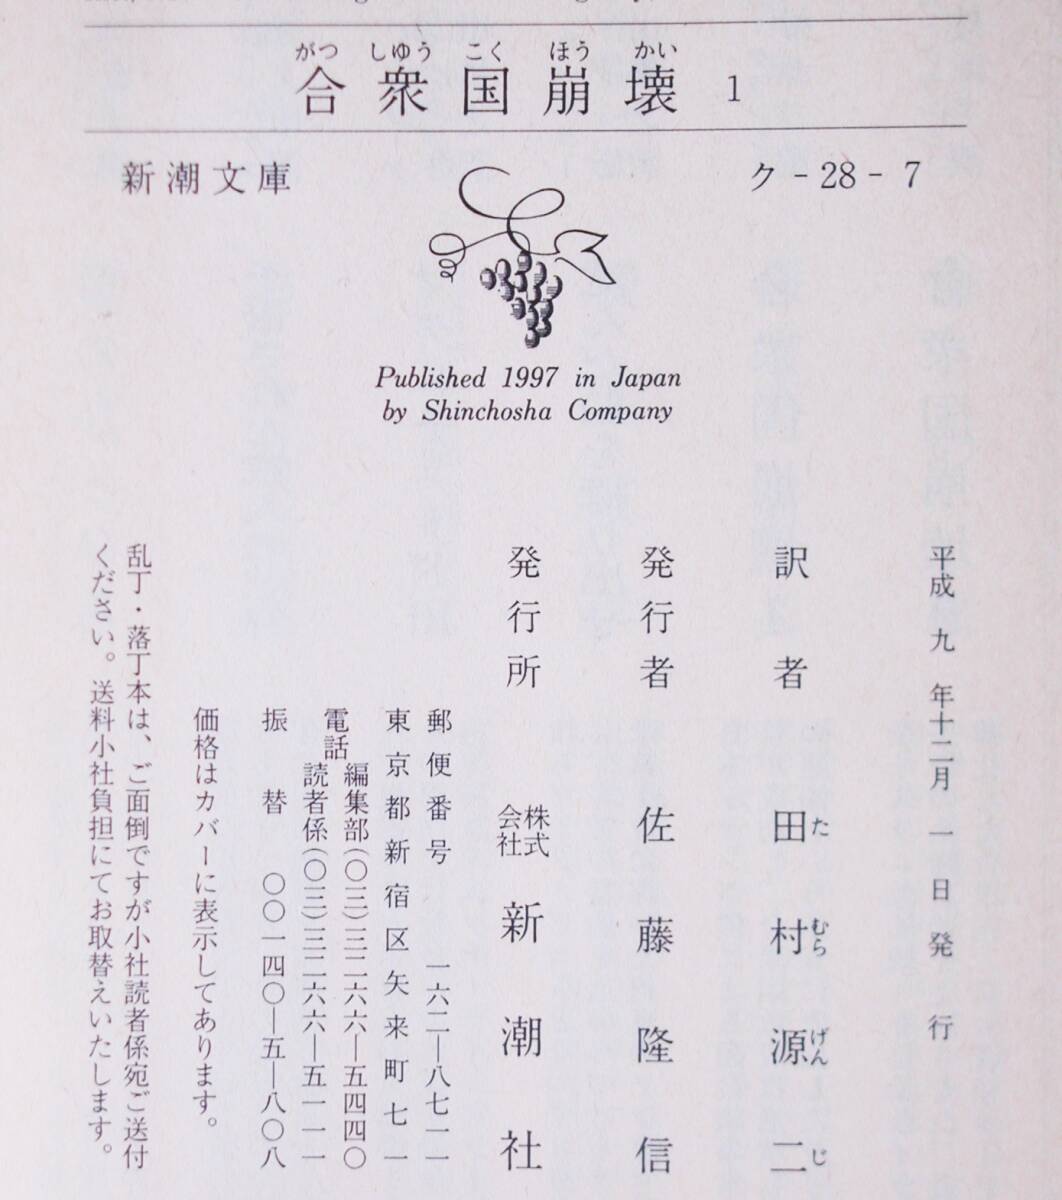 がつ しゆう こく ほう かい
合衆国崩壊 1
新潮文庫
ク - 28 - 7
Published 1997 in Japan
by Shinchosha Company
平成九年十二月一日発行
訳者 田村源二
たむらげんじ
発行者 佐藤隆信
発行所 株式会社 新潮社
郵便番号 一六二―八七一一
東京都新宿区矢来町七一
電話 編集部(〇三)三二六六―五四四〇
読者係(〇三)三二六六―五一一一
振替 〇〇一四〇―五―八〇八
価格はカバーに表示してあります。
乱丁・落丁本は、ご面倒ですが小社読者係宛ご送付
ください。送料小社負担にてお取替えいたします。